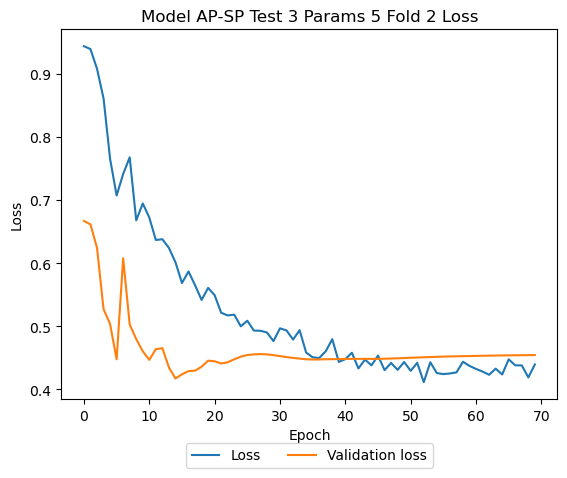 Model AP-SP Test 3 Params 5 Fold 2 Loss
0.9
0.8
0.7
0.6
0.5
0.4
Loss
0 10 20 30 40 50 60 70
Epoch
Loss Validation loss